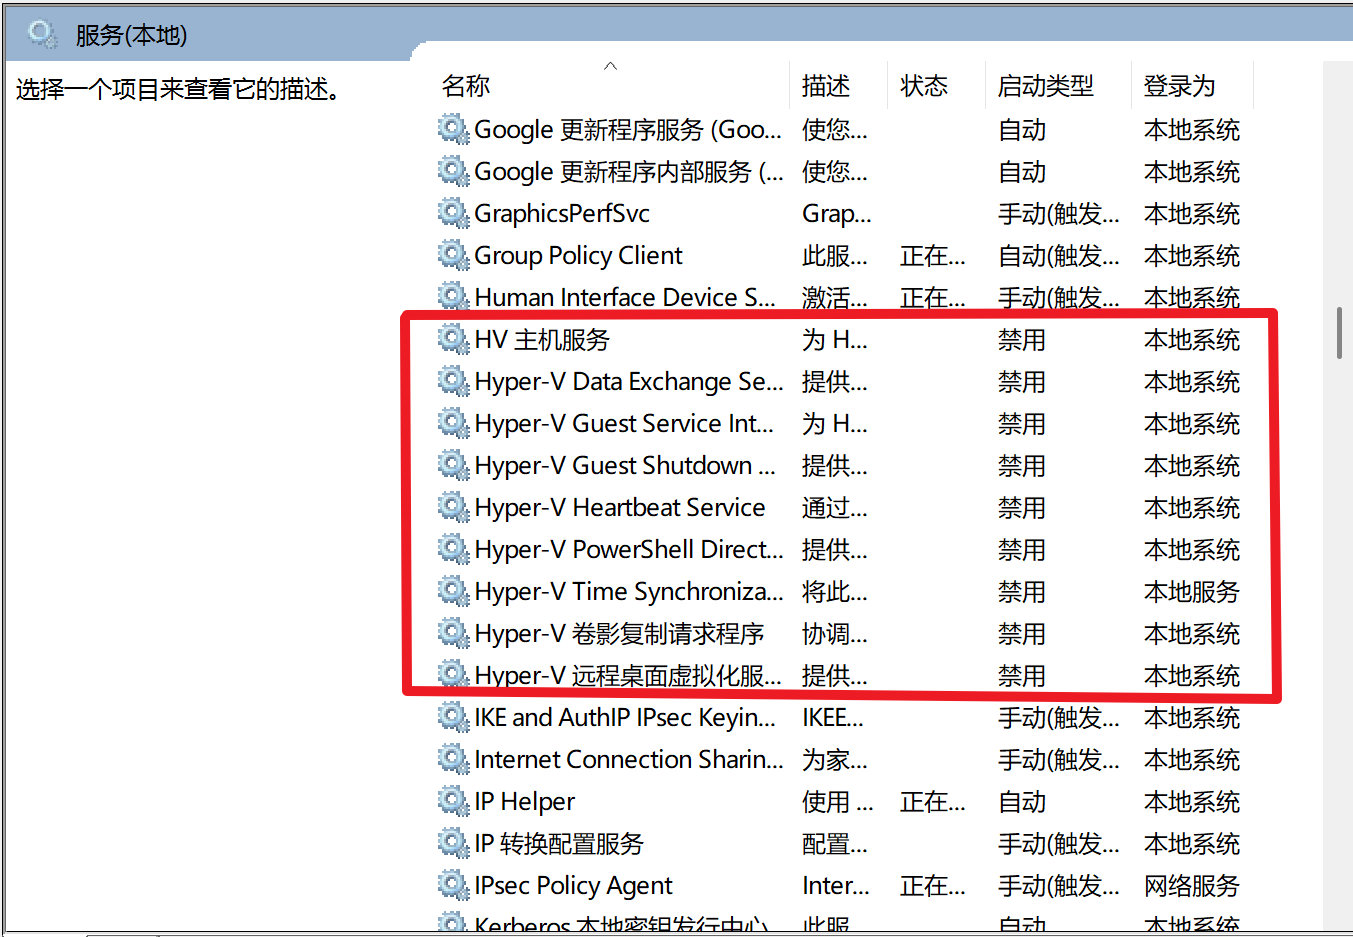 服务(本地)
选择一个项目来查看它的描述。
名称 描述 状态 启动类型 登录为
Google 更新程序服务 (Goo... 使您... 自动 本地系统
Google 更新程序内部服务 (... 使您... 自动 本地系统
GraphicsPerfSvc Grap... 手动(触发... 本地系统
Group Policy Client 此服... 正在... 自动(触发... 本地系统
Human Interface Device S... 激活... 正在... 手动(触发... 本地系统
HV 主机服务 为 H... 禁用 本地系统
Hyper-V Data Exchange Se... 提供... 禁用 本地系统
Hyper-V Guest Service Int... 为 H... 禁用 本地系统
Hyper-V Guest Shutdown ... 提供... 禁用 本地系统
Hyper-V Heartbeat Service 通过... 禁用 本地系统
Hyper-V PowerShell Direct... 提供... 禁用 本地系统
Hyper-V Time Synchroniza... 将此... 禁用 本地服务
Hyper-V 卷影复制请求程序 协调... 禁用 本地系统
Hyper-V 远程桌面虚拟化服... 提供... 禁用 本地系统
IKE and AuthIP IPsec Keyin... IKEE... 手动(触发... 本地系统
Internet Connection Sharin... 为家... 手动(触发... 本地系统
IP Helper 使用 ... 正在... 自动 本地系统
IP 转换配置服务 配置... 手动(触发... 本地系统
IPsec Policy Agent Inter... 正在... 手动(触发... 网络服务
Kerberos 本地密钥发行中心 此服 自动 本地系统